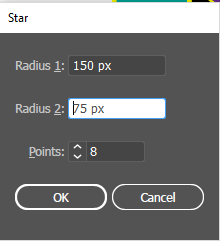 Star
Radius 1: 150 px
Radius 2: 75 px
Points: 8
OK Cancel